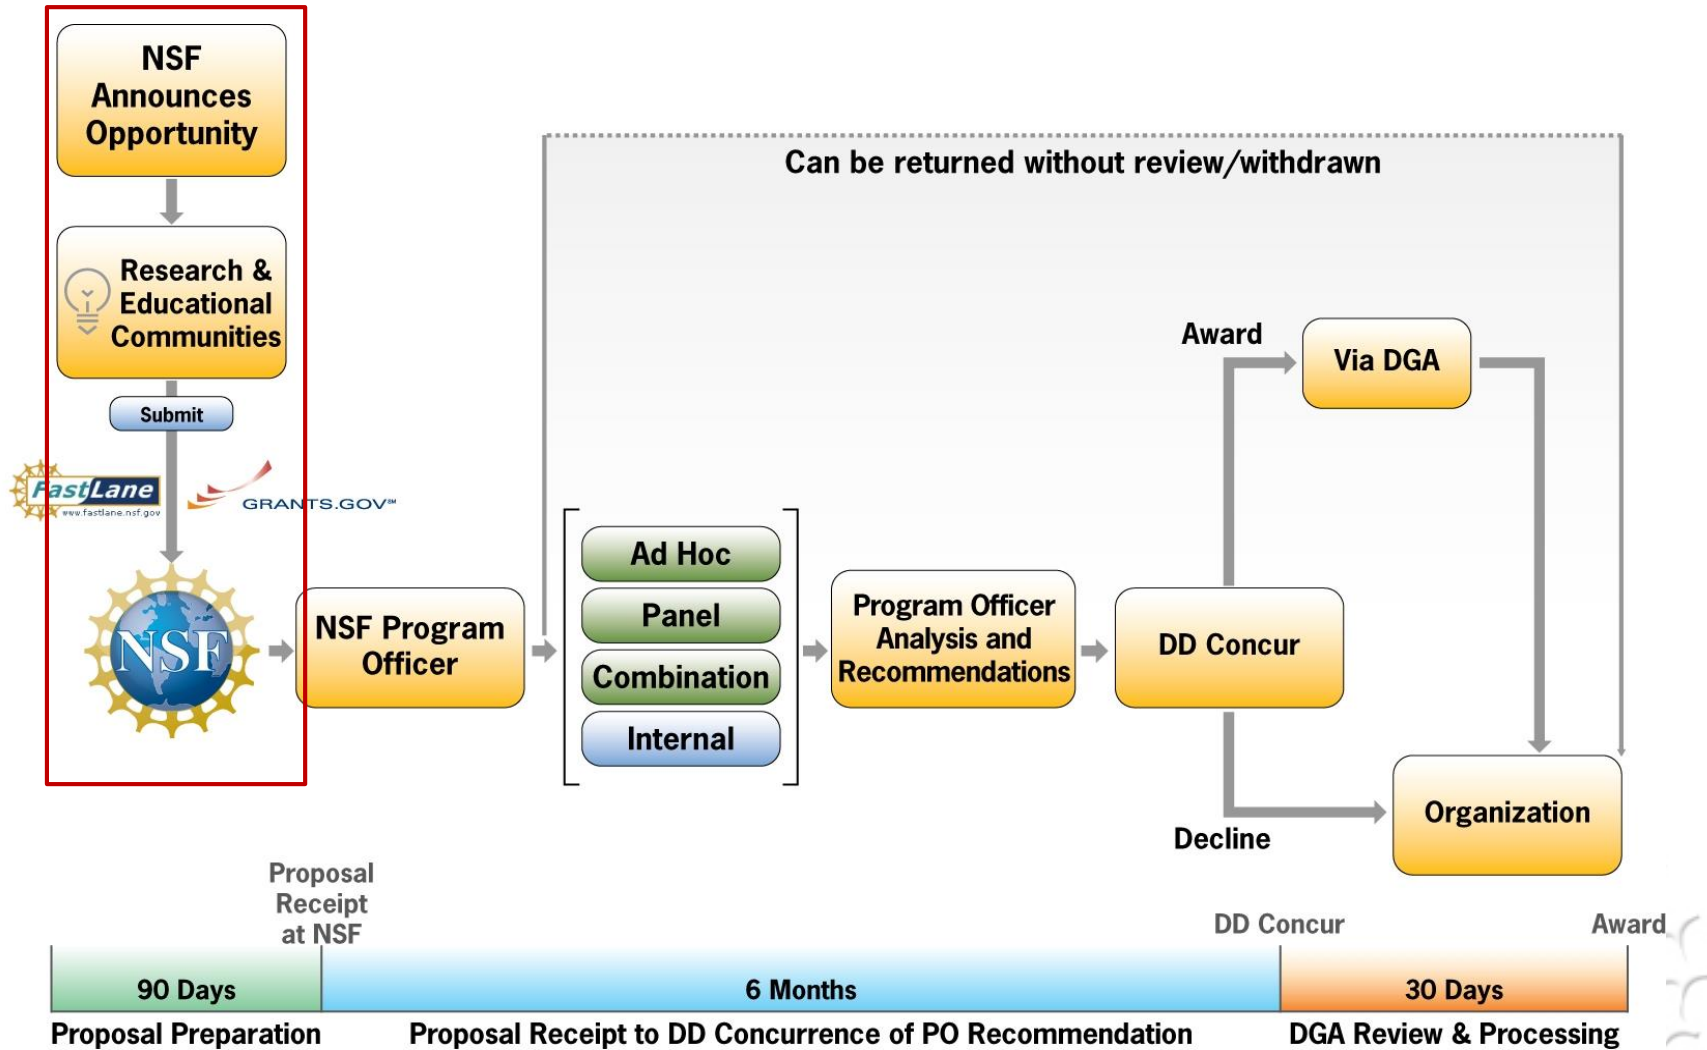 NSF
Announces
Opportunity
Research &
Educational
Communities
Submit
FastLane
www.fastlane.nsf.gov
GRANTS.GOV℠
NSF
NSF Program
Officer
Can be returned without review/withdrawn
Ad Hoc
Panel
Combination
Internal
Program Officer
Analysis and
Recommendations
DD Concur
Award
Via DGA
Decline
Organization
Proposal
Receipt
at NSF
DD Concur
Award
90 Days
6 Months
30 Days
Proposal Preparation
Proposal Receipt to DD Concurrence of PO Recommendation
DGA Review & Processing